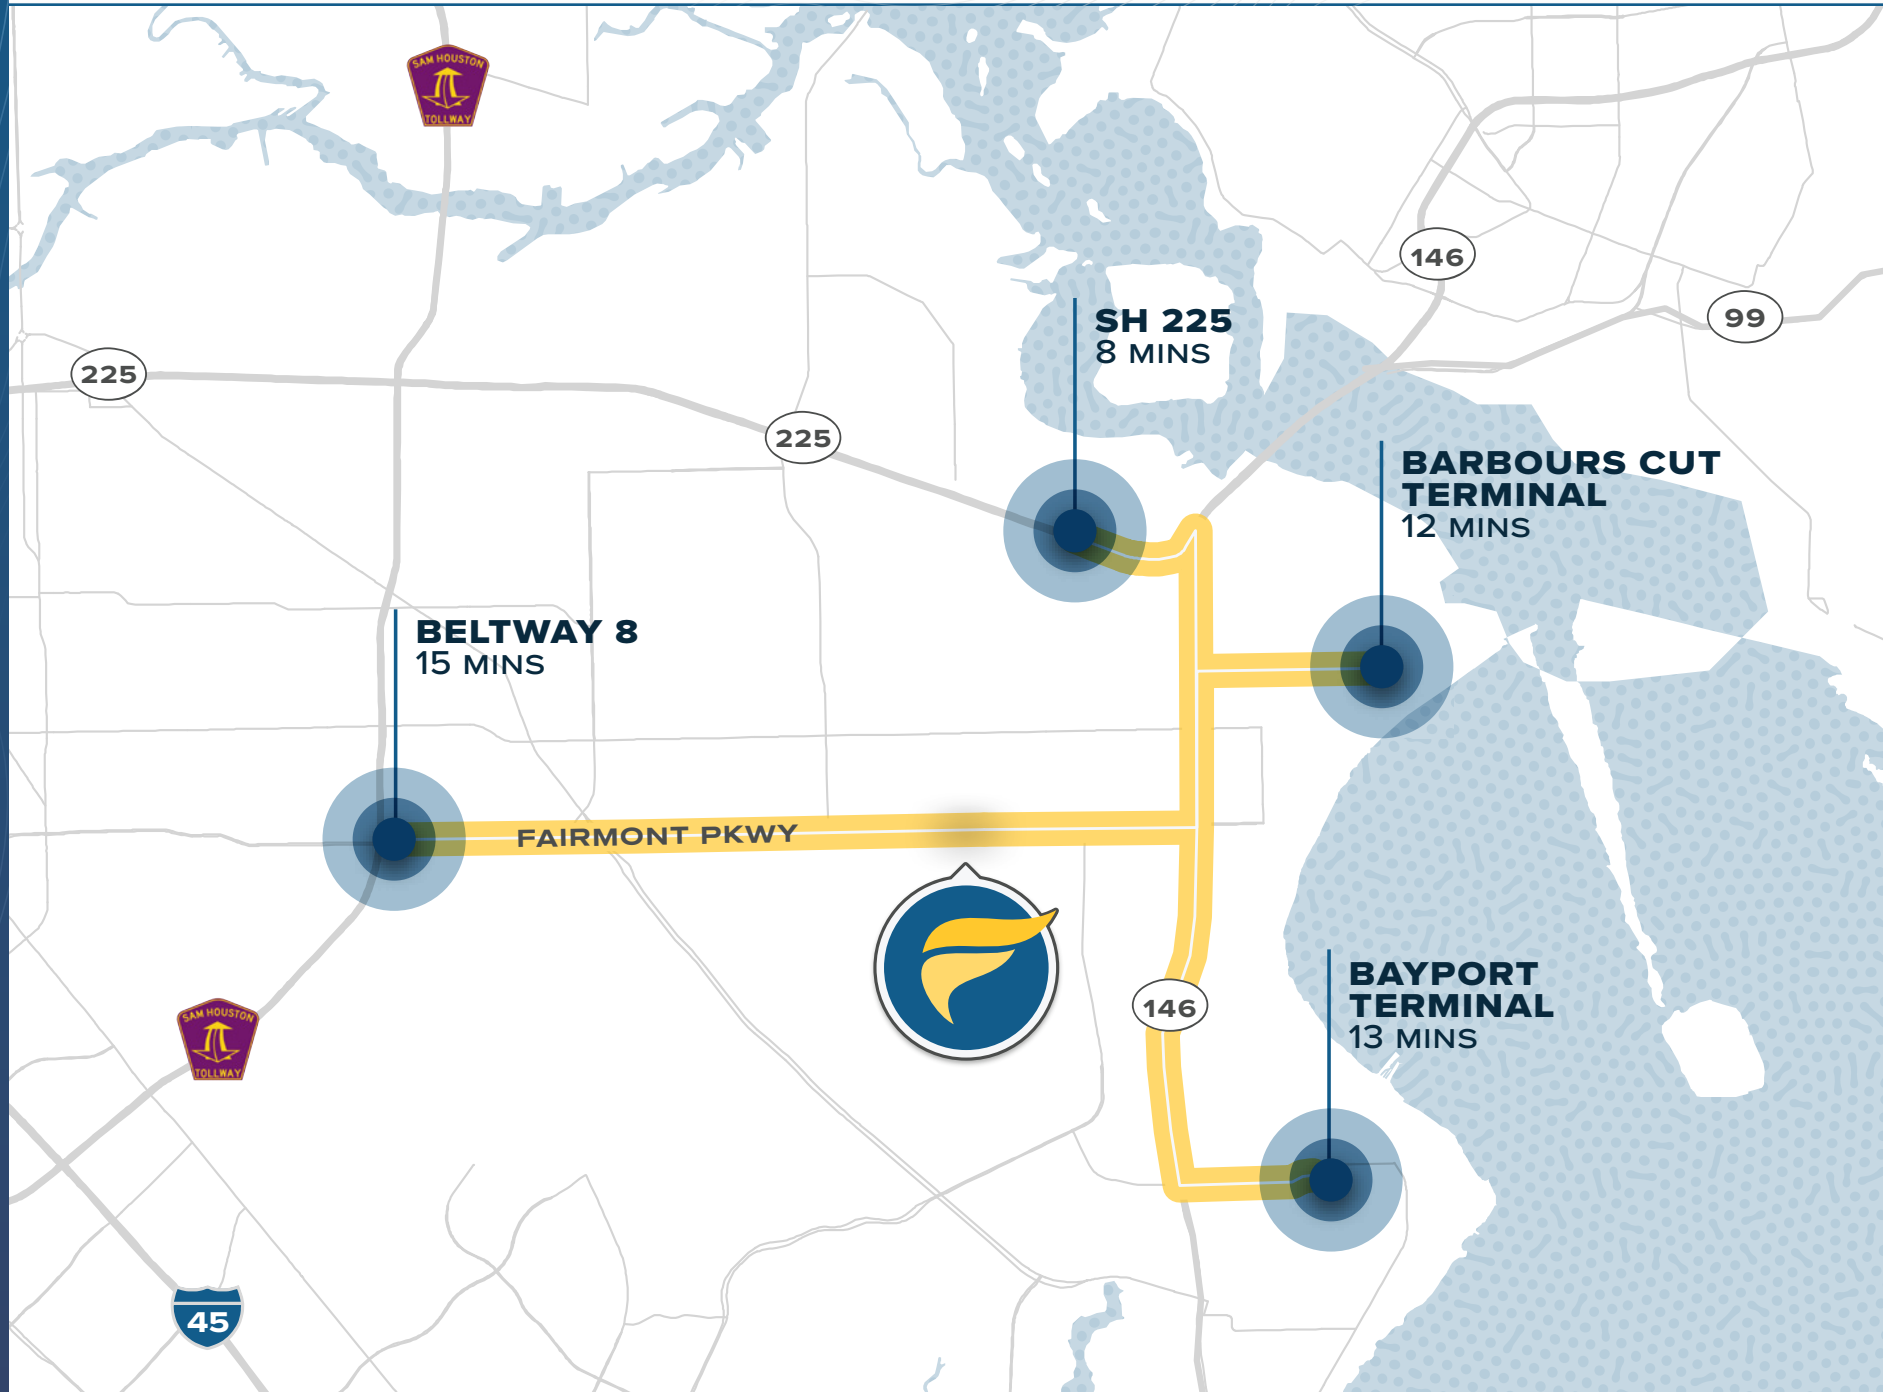 SAM HOUSTON
TOLLWAY
146
99
SH 225
8 MINS
225
225
BARBOURS CUT
TERMINAL
12 MINS
BELTWAY 8
15 MINS
FAIRMONT PKWY
146
BAYPORT
TERMINAL
13 MINS
SAM HOUSTON
TOLLWAY
45